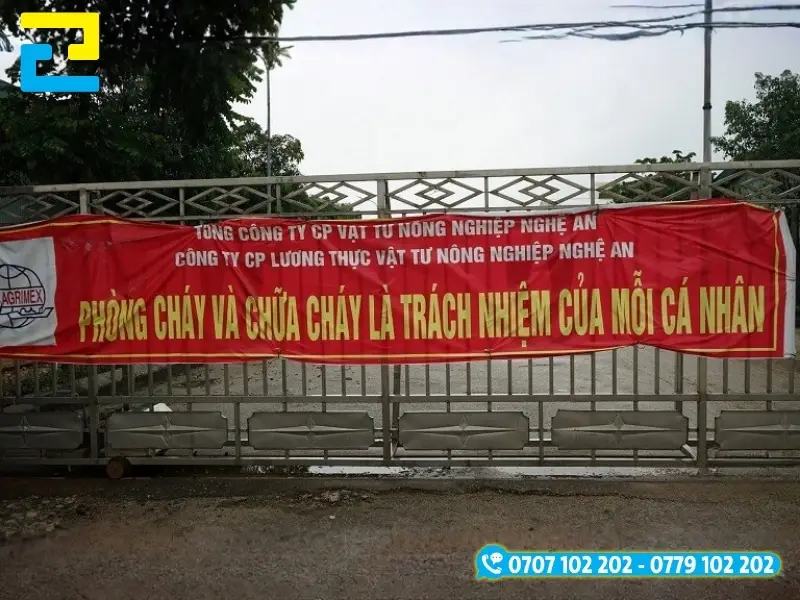 TỔNG CÔNG TY CP VẬT TƯ NÔNG NGHIỆP NGHỆ AN
CÔNG TY CP LƯƠNG THỰC VẬT TƯ NÔNG NGHIỆP NGHỆ AN
AGRIMEX
PHÒNG CHÁY VÀ CHỮA CHÁY LÀ TRÁCH NHIỆM CỦA MỖI CÁ NHÂN
0707 102 202 - 0779 102 202